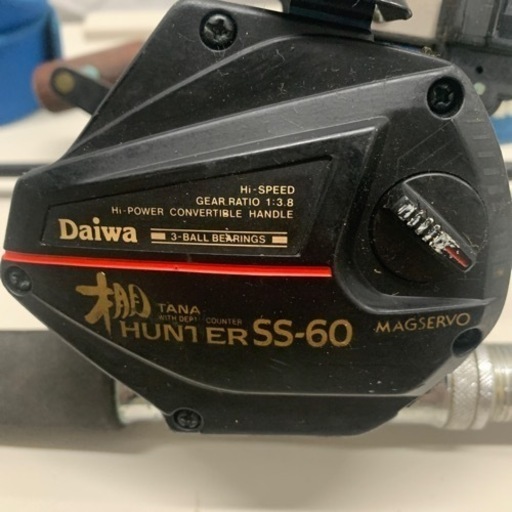 Hi-SPEED
GEAR.RATIO 1:3.8
Hi-POWER CONVERTIBLE HANDLE
Daiwa 3-BALL BEARINGS
棚 TANA
WITH DEPT COUNTER
HUNTER SS-60
MAGSERVO